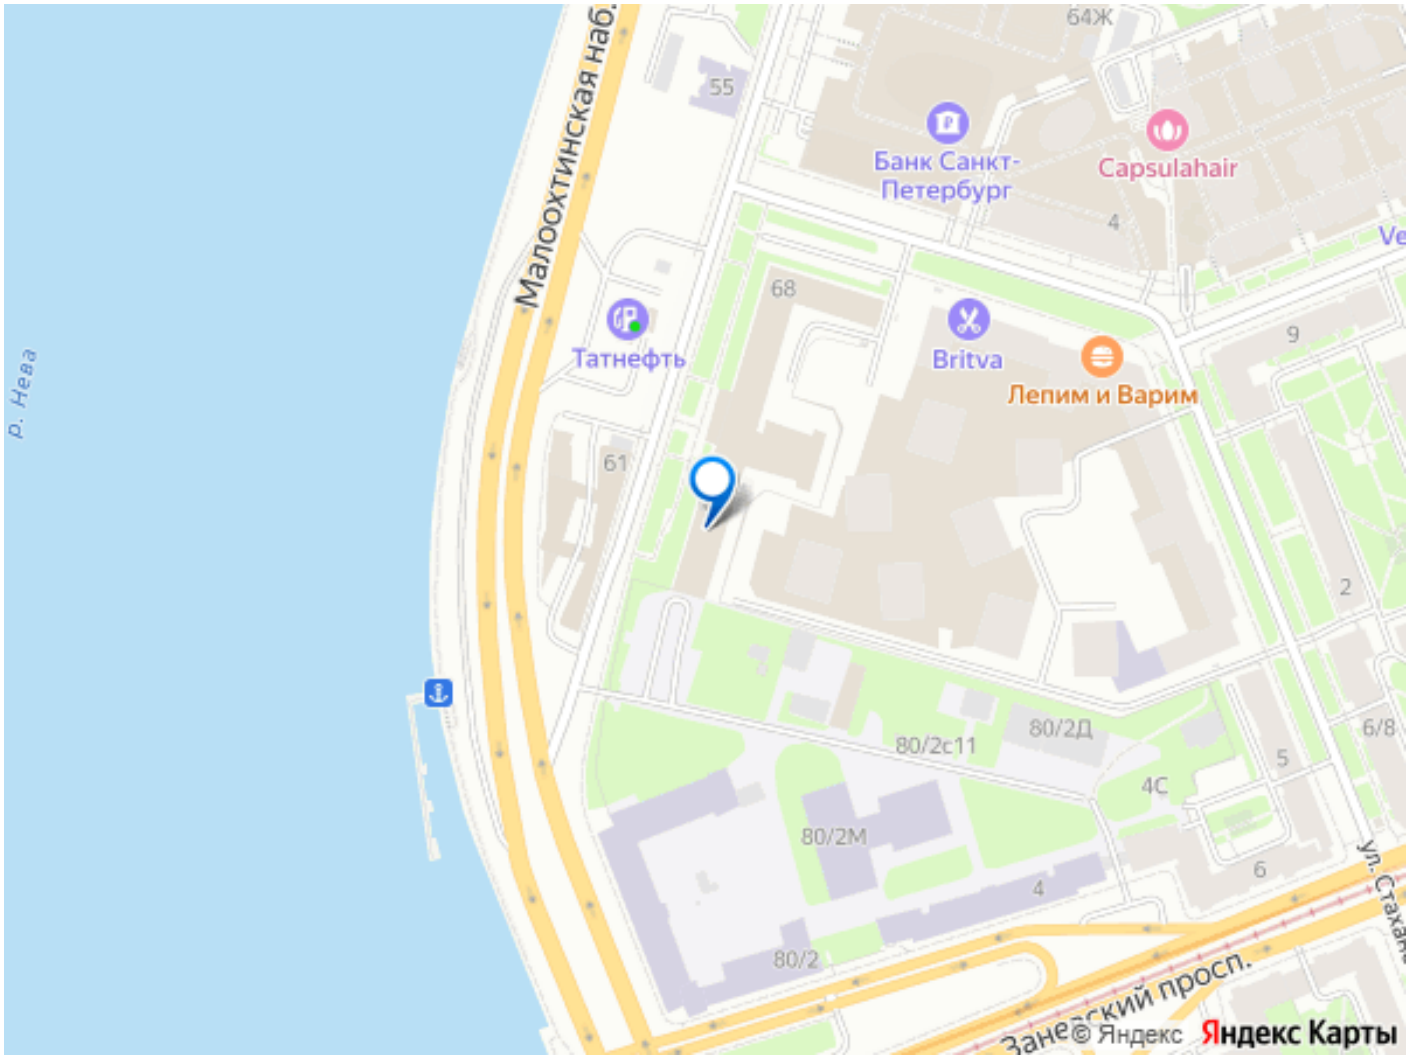 64Ж
Малоохтинская наб.
55
Банк Санкт-
Петербург
Capsulahair
4
Ve
68
Татнефть
Britva
9
Лепим и Варим
р. Нева
61
2
80/2с11
80/2Д
6/8
5
4С
80/2М
4
6
ул. Стахан
80/2
Заневский просп.
© Яндекс
Яндекс Карты